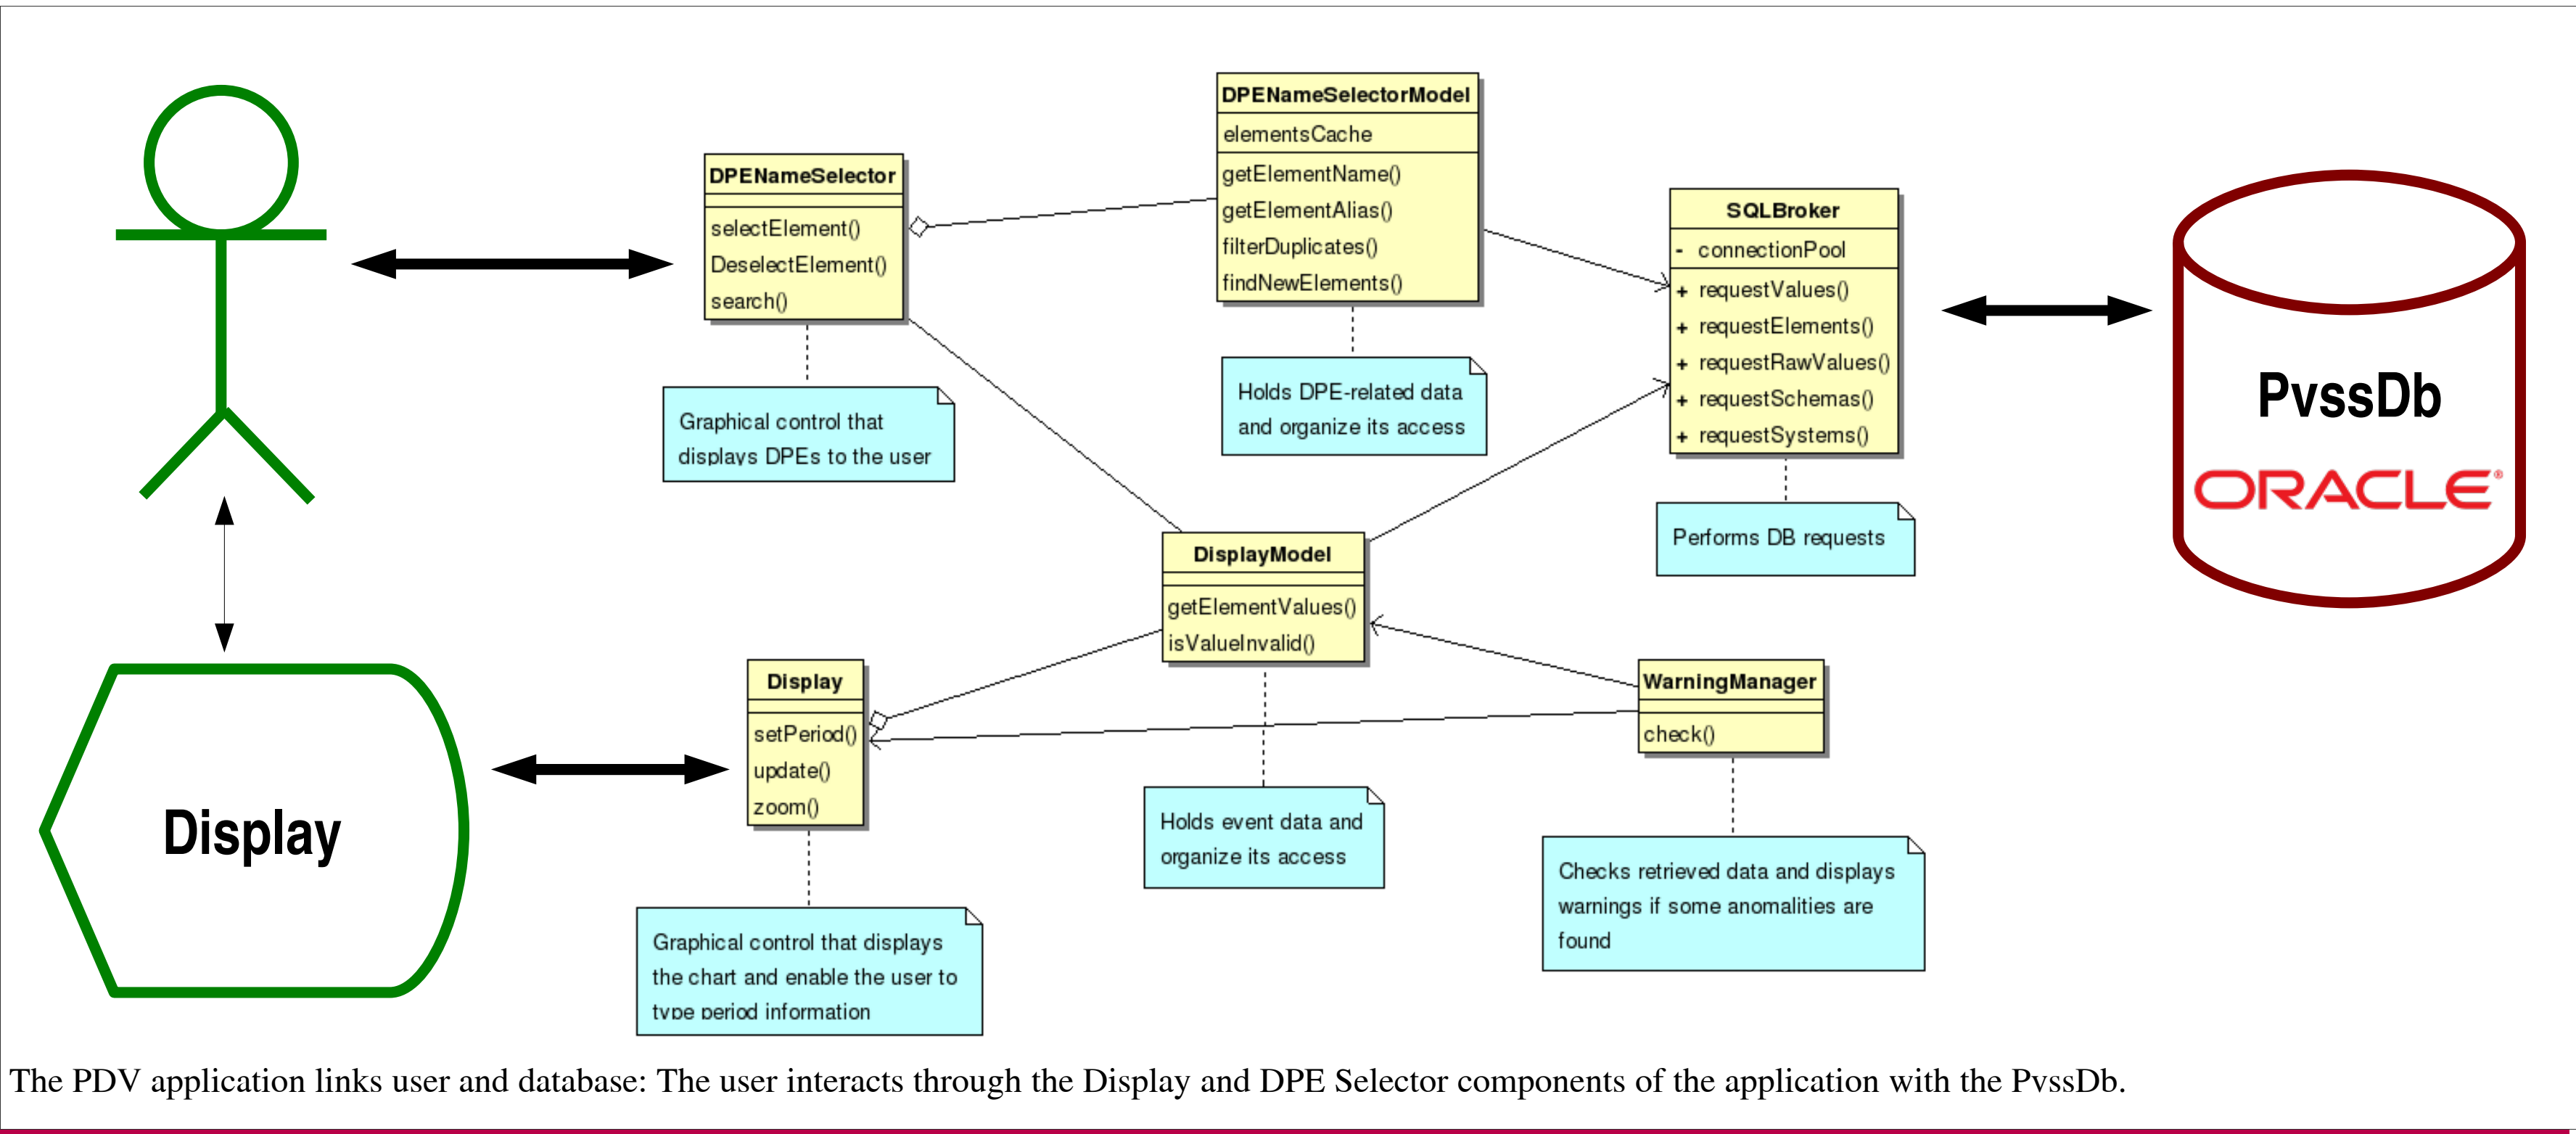 DPENameSelectorModel
elementsCache
getElementName()
getElementAlias()
filterDuplicates()
findNewElements()
DPENameSelector
selectElement()
DeselectElement()
search()
SQLBroker
- connectionPool
+ requestValues()
+ requestElements()
+ requestRawValues()
+ requestSchemas()
+ requestSystems()
PvssDb
ORACLE®
Holds DPE-related data
and organize its access
Graphical control that
displays DPEs to the user
Performs DB requests
DisplayModel
getElementValues()
isValueInvalid()
Display
setPeriod()
update()
zoom()
WarningManager
check()
Display
Holds event data and
organize its access
Checks retrieved data and displays
warnings if some anomalities are
found
Graphical control that displays
the chart and enable the user to
type period information
The PDV application links user and database: The user interacts through the Display and DPE Selector components of the application with the PvssDb.